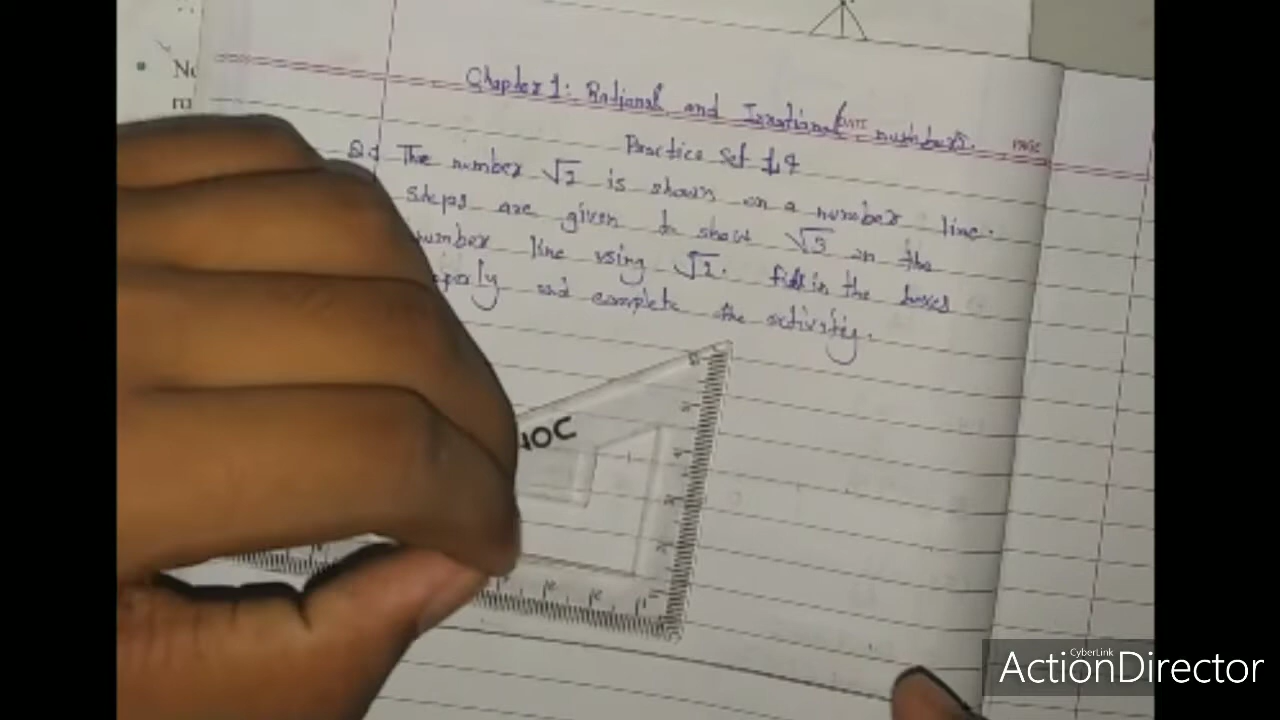 Chapter 1: Rational and Irrational numbers.
Practice Set 1.4
Q.1 The number √2 is shown on a number line.
steps are given to show √3 on the
number line using √2. Fill in the boxes
and complete the activity.
CyberLink
ActionDirector